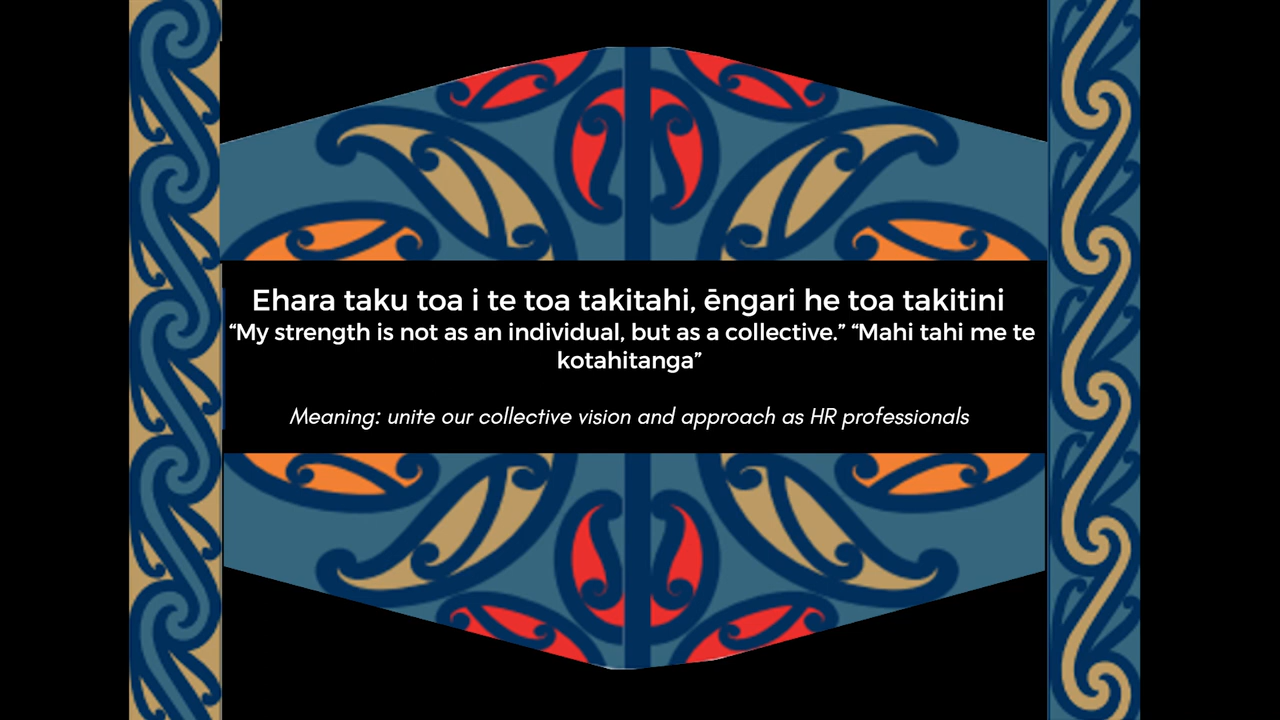 Ehara taku toa i te toa takitahi, ēngari he toa takitini
“My strength is not as an individual, but as a collective.” “Mahi tahi me te
kotahitanga”
Meaning: unite our collective vision and approach as HR professionals